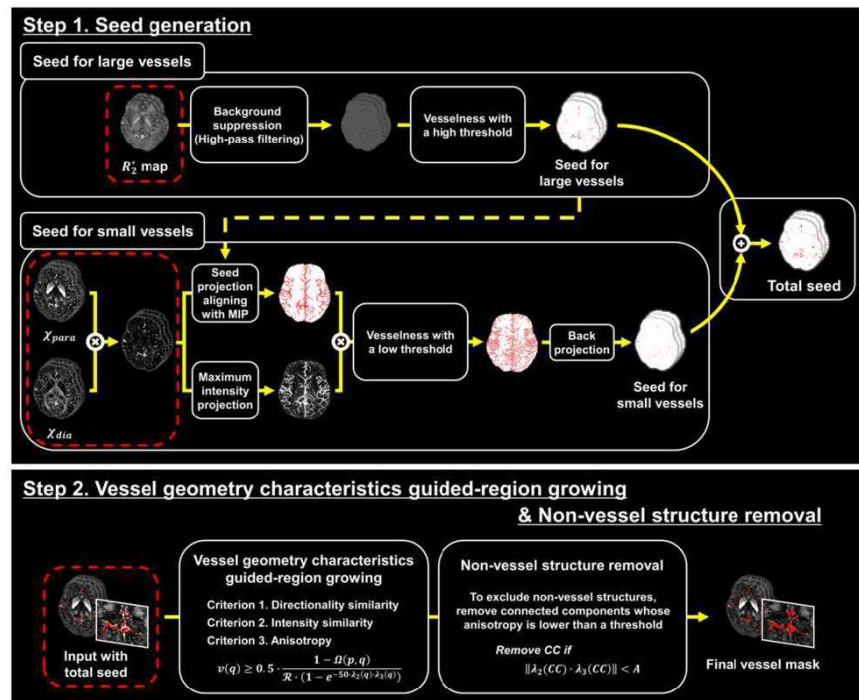 Step 1. Seed generation
Seed for large vessels
R₂* map
Background
suppression
(High-pass filtering)
Vesselness with
a high threshold
Seed for
large vessels
Total seed
Seed for small vessels
χpara
χdia
Seed
projection
aligning
with MIP
Maximum
intensity
projection
Vesselness with
a low threshold
Back
projection
Seed for
small vessels
Step 2. Vessel geometry characteristics guided-region growing
& Non-vessel structure removal
Input with
total seed
Vessel geometry characteristics
guided-region growing
Criterion 1. Directionality similarity
Criterion 2. Intensity similarity
Criterion 3. Anisotropy
v(q) ≥ 0.5 · (1 − Ω(p, q)) / (ℛ · (1 − e^(−50·λ₂(q)·λ₃(q))))
Non-vessel structure removal
To exclude non-vessel structures,
remove connected components whose
anisotropy is lower than a threshold
Remove CC if
‖λ₂(CC) · λ₃(CC)‖ < A
Final vessel mask